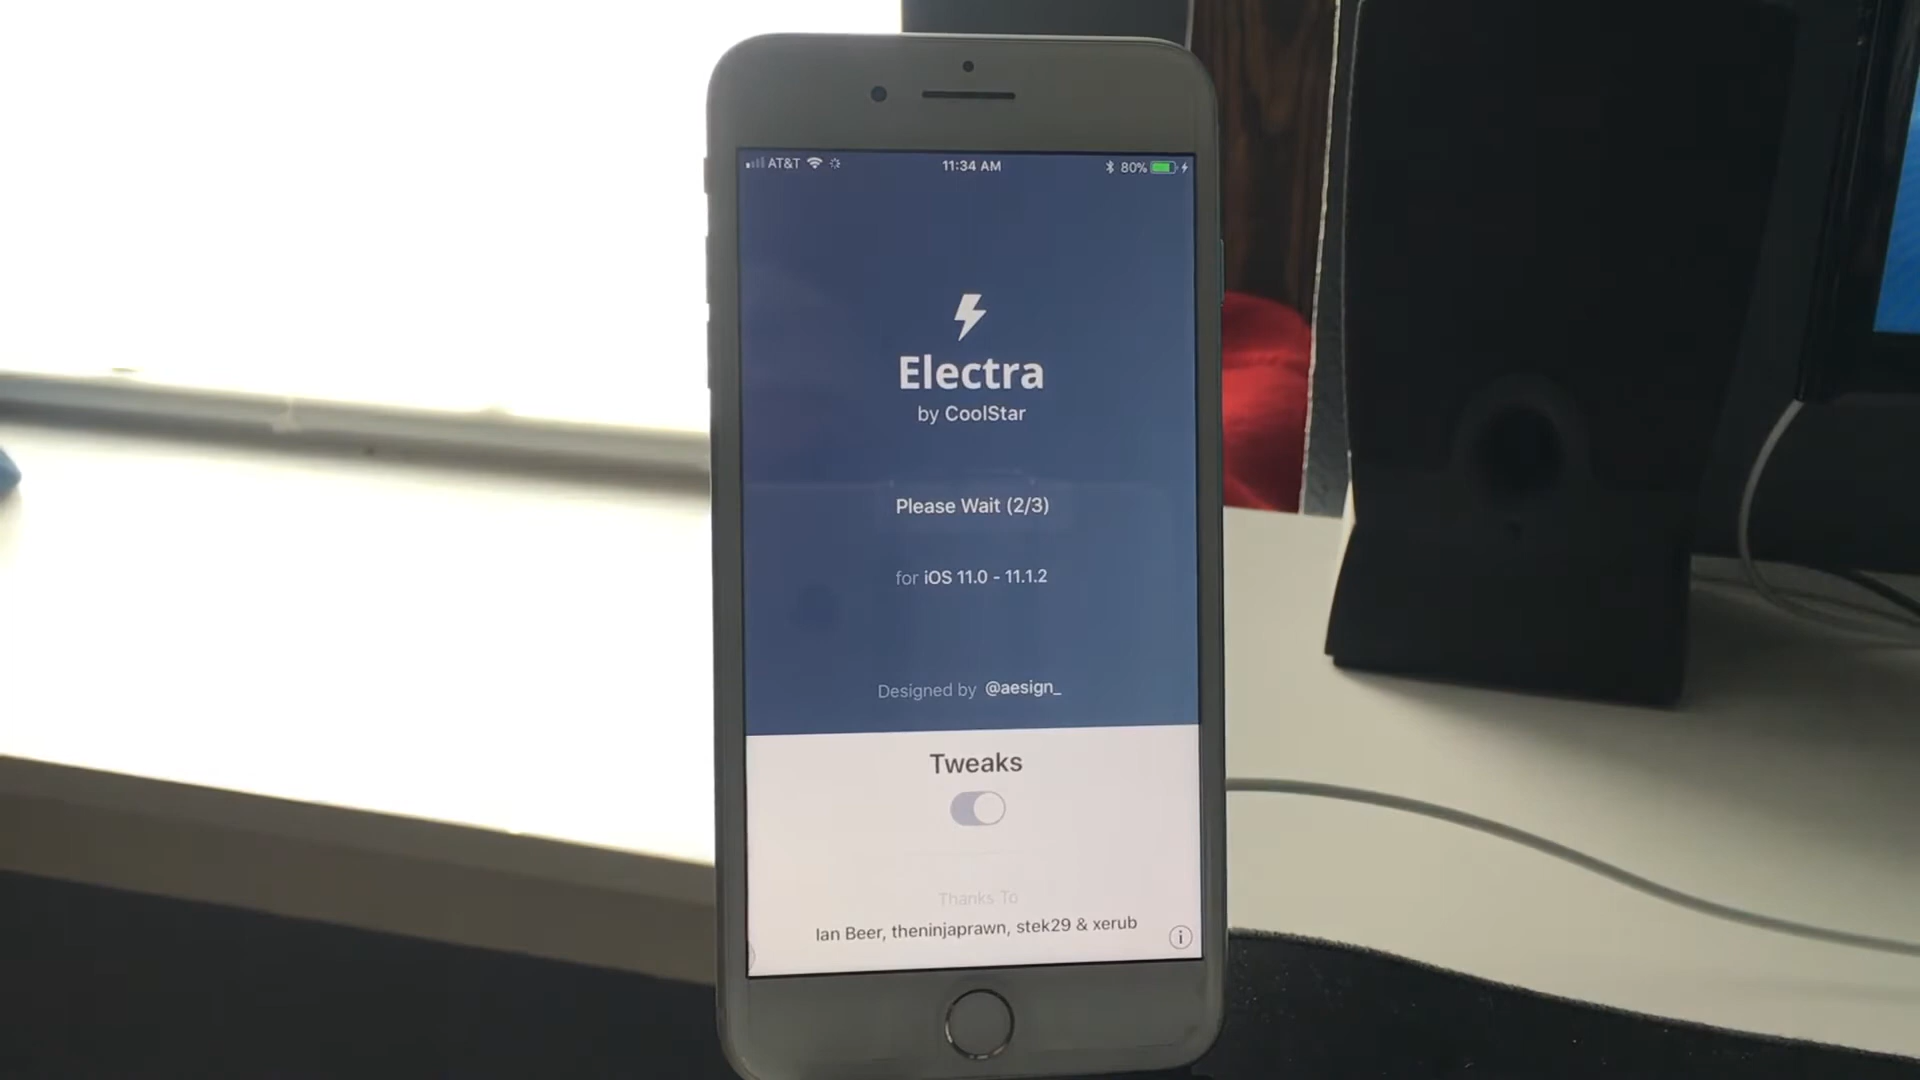 AT&T 11:34 AM 80%
Electra
by CoolStar
Please Wait (2/3)
for iOS 11.0 - 11.1.2
Designed by @aesign_
Tweaks
Thanks To
Ian Beer, theninjaprawn, stek29 & xerub